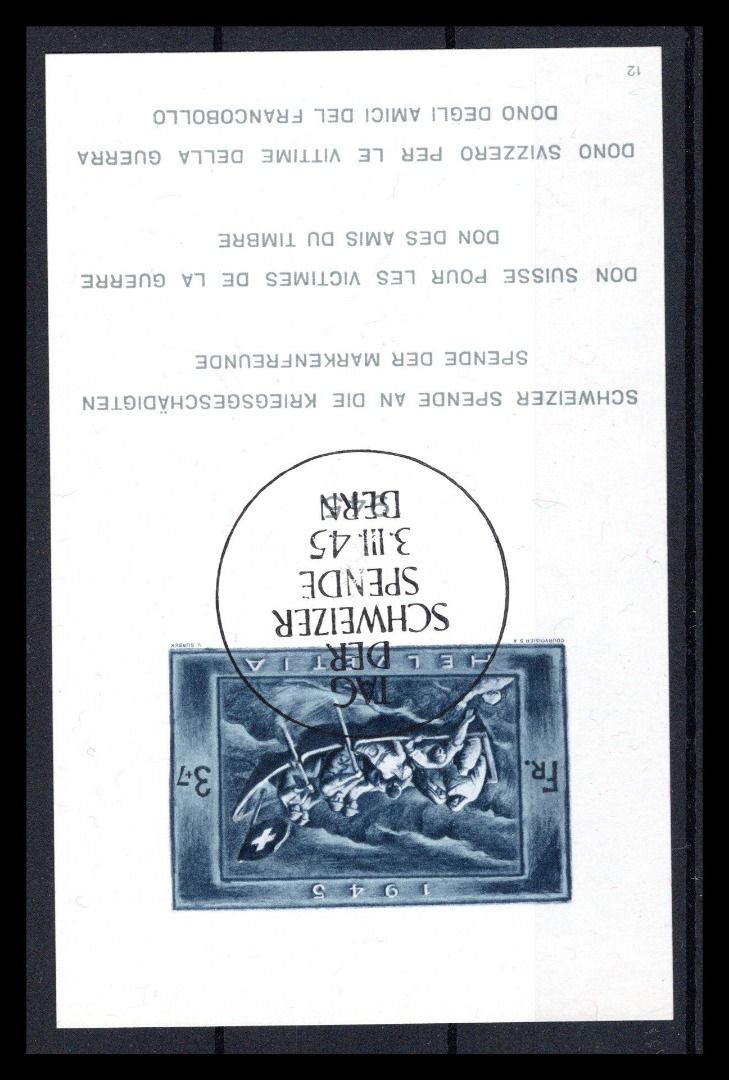 1945
FR. 3+7
HELVETIA
COURVOISIER S.A. V. SURBEK
TAG
DER
SCHWEIZER
SPENDE
3.III.45
BERN
SCHWEIZER SPENDE AN DIE KRIEGSGESCHÄDIGTEN
SPENDE DER MARKENFREUNDE
DON SUISSE POUR LES VICTIMES DE LA GUERRE
DON DES AMIS DU TIMBRE
DONO SVIZZERO PER LE VITTIME DELLA GUERRA
DONO DEGLI AMICI DEL FRANCOBOLLO
12